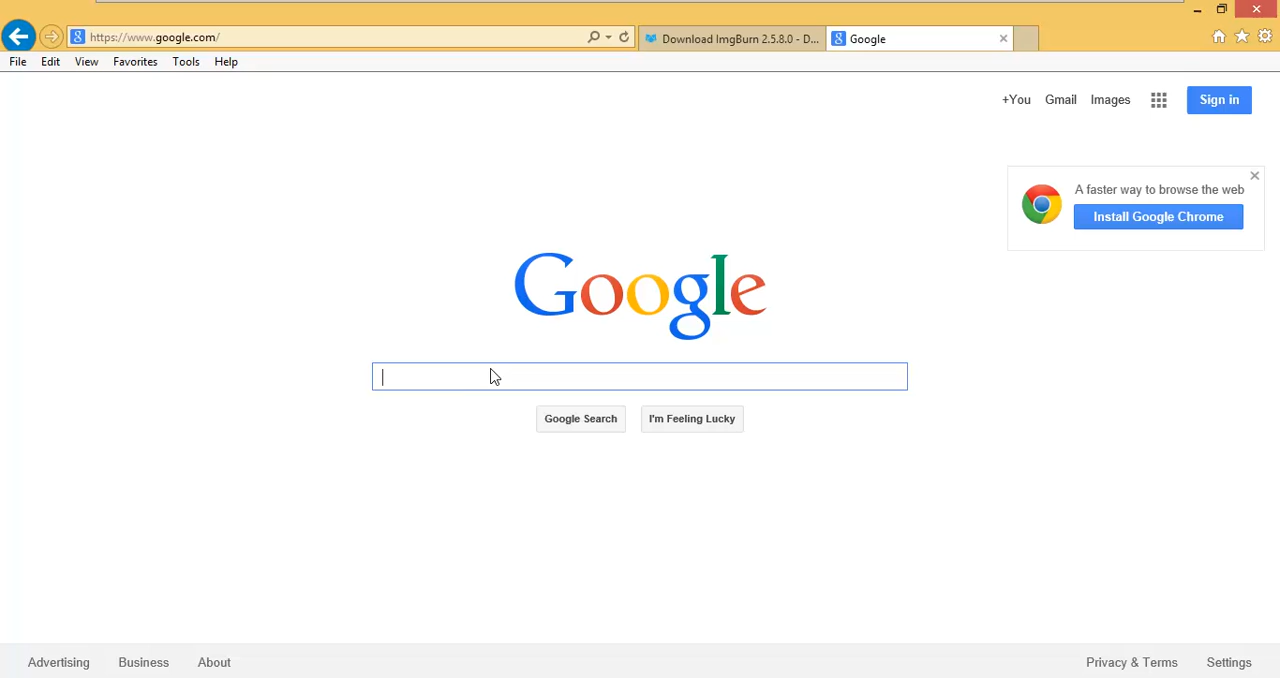 https://www.google.com/
Download ImgBurn 2.5.8.0 - D...
Google
File Edit View Favorites Tools Help
+You Gmail Images Sign in
A faster way to browse the web
Install Google Chrome
Google
Google Search I'm Feeling Lucky
Advertising Business About Privacy & Terms Settings